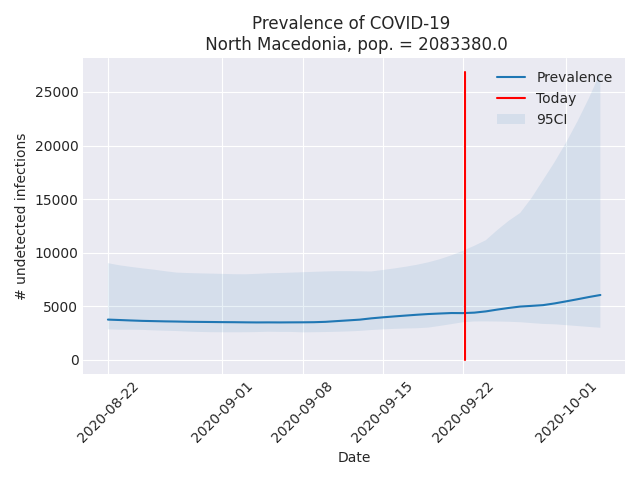 Prevalence of COVID-19
North Macedonia, pop. = 2083380.0
Prevalence
Today
95CI
25000
20000
15000
10000
5000
0
# undetected infections
2020-08-22
2020-09-01
2020-09-08
2020-09-15
2020-09-22
2020-10-01
Date